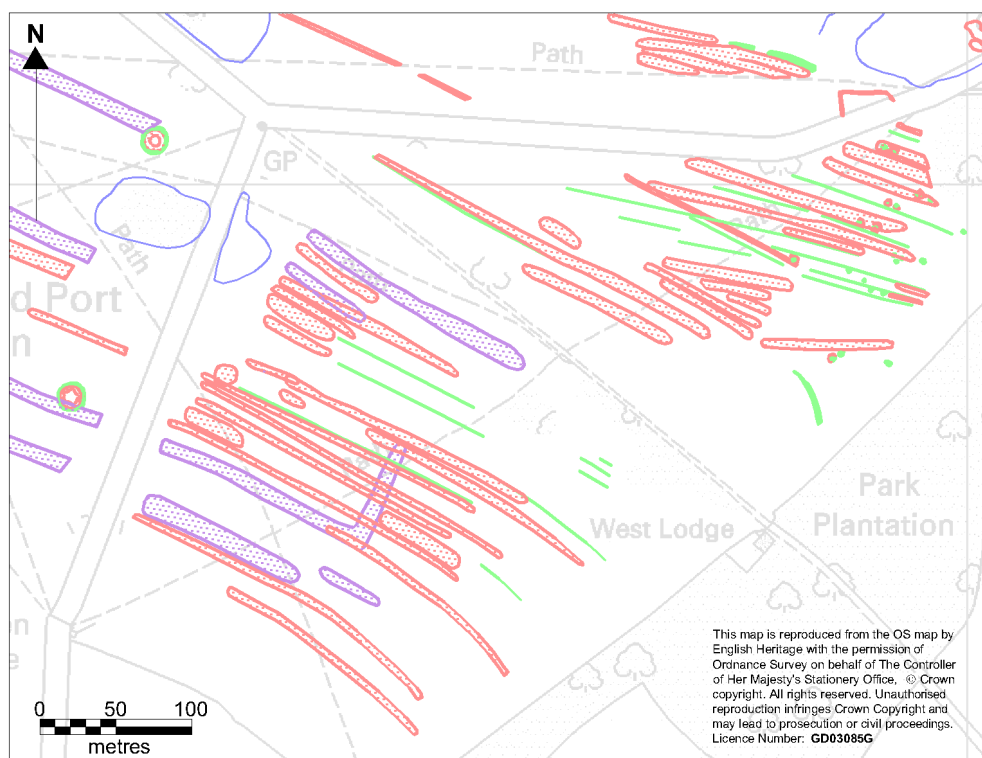 N
Path
GP
GP
Path
Path
d Port
n
Park
Plantation
West Lodge
n
e
This map is reproduced from the OS map by
English Heritage with the permission of
Ordnance Survey on behalf of The Controller
of Her Majesty's Stationery Office, © Crown
copyright. All rights reserved. Unauthorised
reproduction infringes Crown Copyright and
may lead to prosecution or civil proceedings.
Licence Number: GD03085G
0 50 100
metres